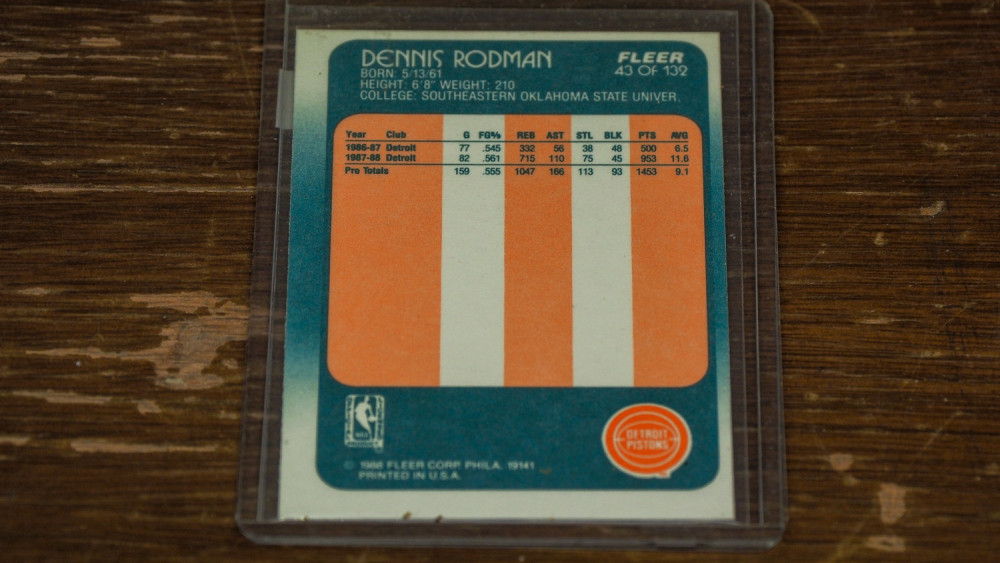 DENNIS RODMAN
FLEER
43 OF 132
BORN: 5/13/61
HEIGHT: 6'8" WEIGHT: 210
COLLEGE: SOUTHEASTERN OKLAHOMA STATE UNIVER.
Year Club G FG% REB AST STL BLK PTS AVG
1986-87 Detroit 77 .545 332 56 38 48 500 6.5
1987-88 Detroit 82 .561 715 110 75 45 953 11.6
Pro Totals 159 .555 1047 166 113 93 1453 9.1
DETROIT
PISTONS
© 1988 FLEER CORP. PHILA. 19141
PRINTED IN U.S.A.